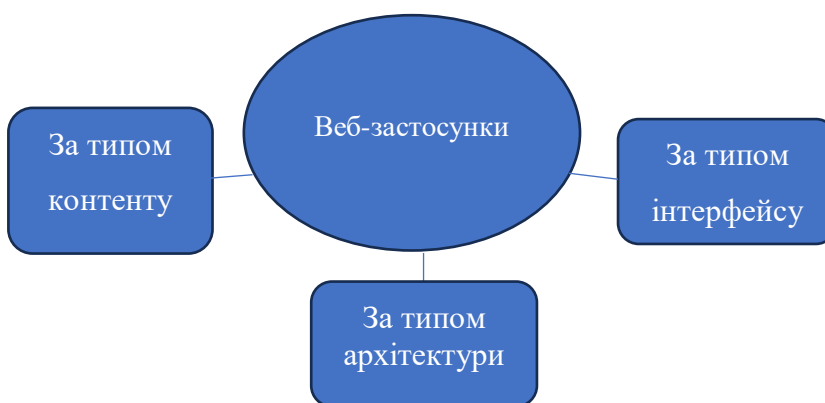 Веб-застосунки
За типом
контенту
За типом
інтерфейсу
За типом
архітектури